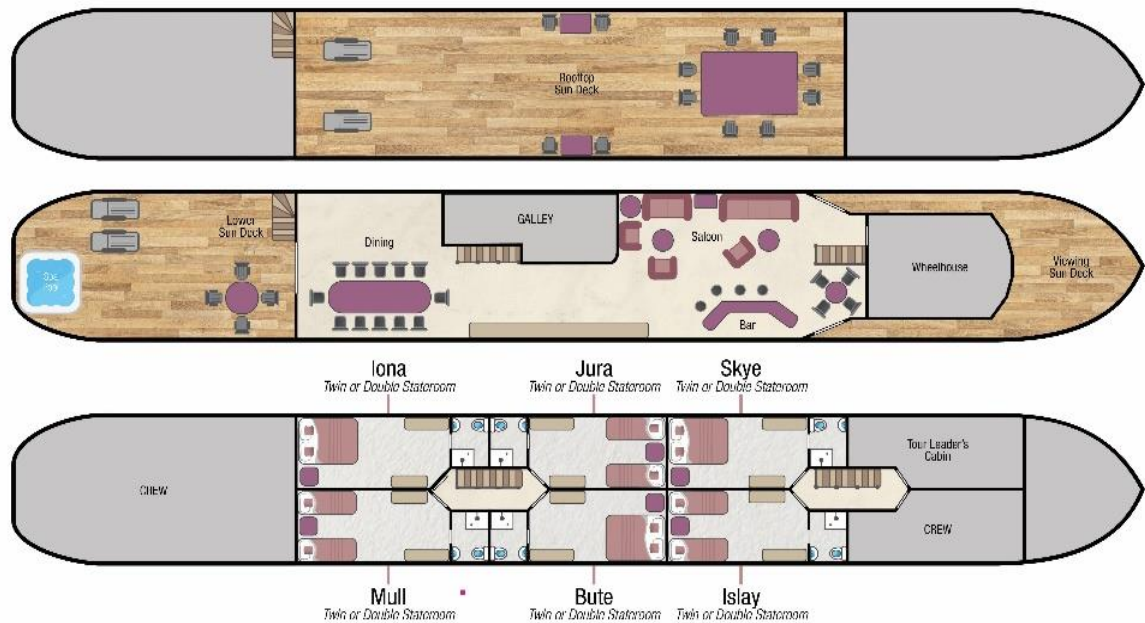 Rooftop
Sun Deck
Lower
Sun Deck
Spa
Pool
Dining
GALLEY
Saloon
Bar
Wheelhouse
Viewing
Sun Deck
Iona
Twin or Double Stateroom
Jura
Twin or Double Stateroom
Skye
Twin or Double Stateroom
CREW
Tour Leader's
Cabin
CREW
Mull
Twin or Double Stateroom
Bute
Twin or Double Stateroom
Islay
Twin or Double Stateroom